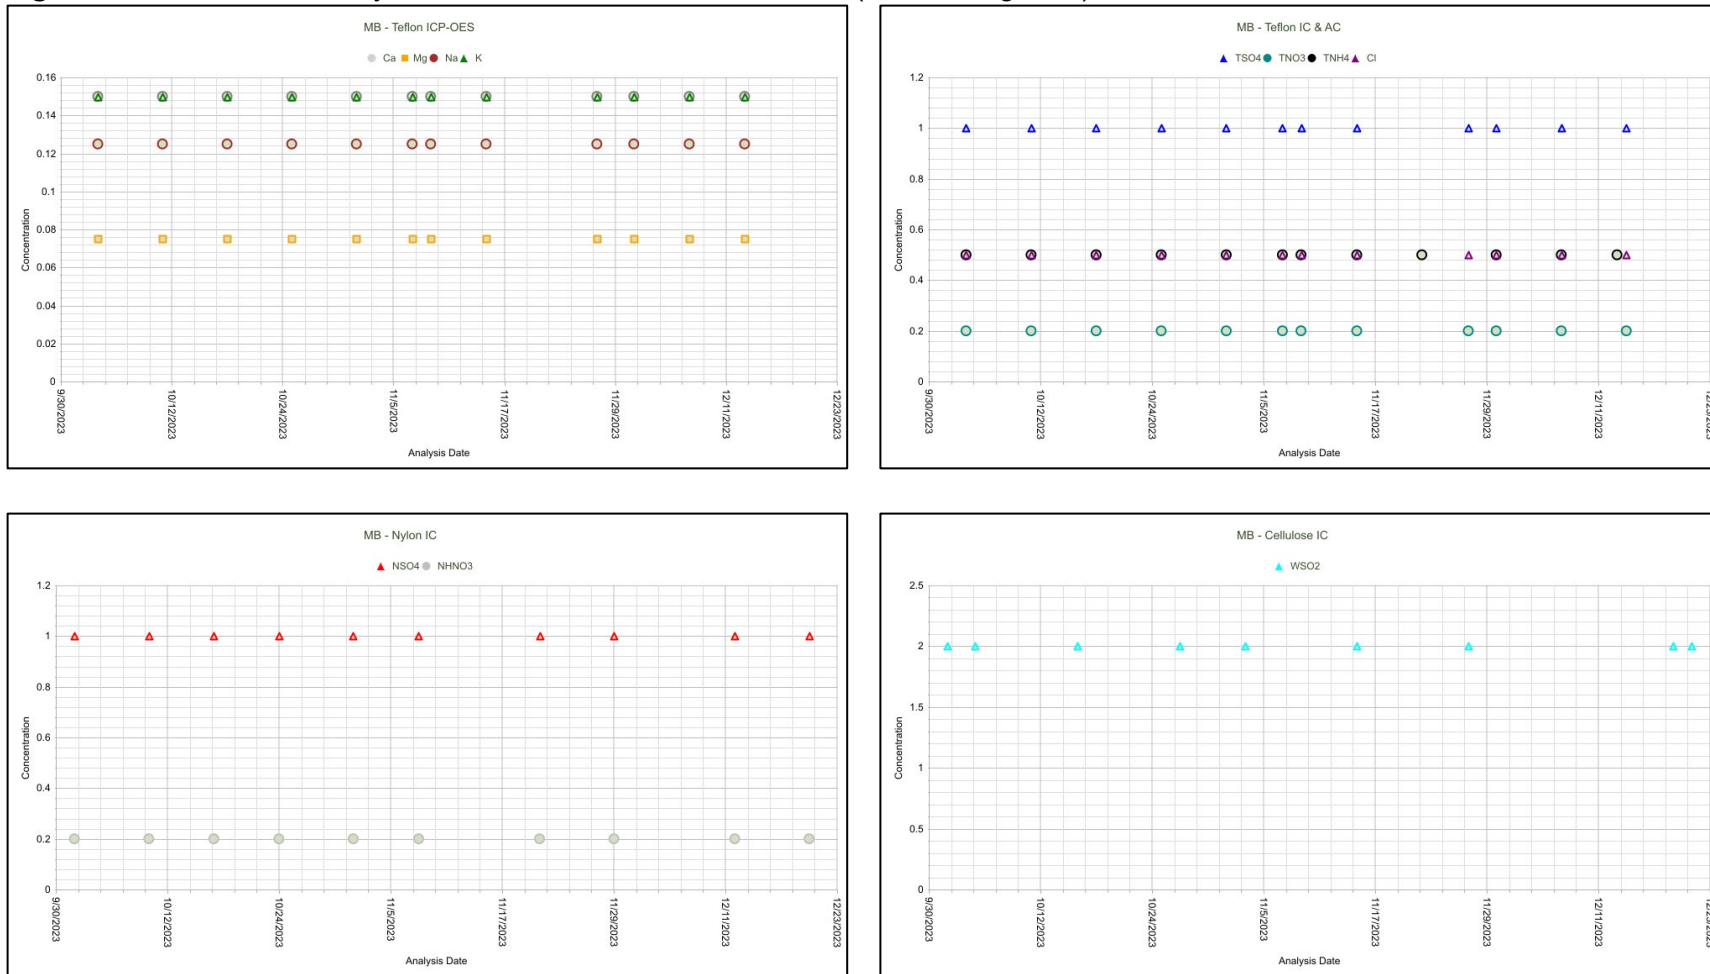 MB - Teflon ICP-OES
Ca Mg Na K
0.16
0.14
0.12
0.1
0.08
0.06
0.04
0.02
0
Concentration
9/30/2023 10/12/2023 10/24/2023 11/5/2023 11/17/2023 11/29/2023 12/11/2023 12/23/2023
Analysis Date
MB - Teflon IC & AC
TSO4 TNO3 TNH4 Cl
1.2
1
0.8
0.6
0.4
0.2
0
Concentration
9/30/2023 10/12/2023 10/24/2023 11/5/2023 11/17/2023 11/29/2023 12/11/2023 12/23/2023
Analysis Date
MB - Nylon IC
NSO4 NHNO3
1.2
1
0.8
0.6
0.4
0.2
0
Concentration
9/30/2023 10/12/2023 10/24/2023 11/5/2023 11/17/2023 11/29/2023 12/11/2023 12/23/2023
Analysis Date
MB - Cellulose IC
WSO2
2.5
2
1.5
1
0.5
0
Concentration
9/30/2023 10/12/2023 10/24/2023 11/5/2023 11/17/2023 11/29/2023 12/11/2023 12/23/2023
Analysis Date